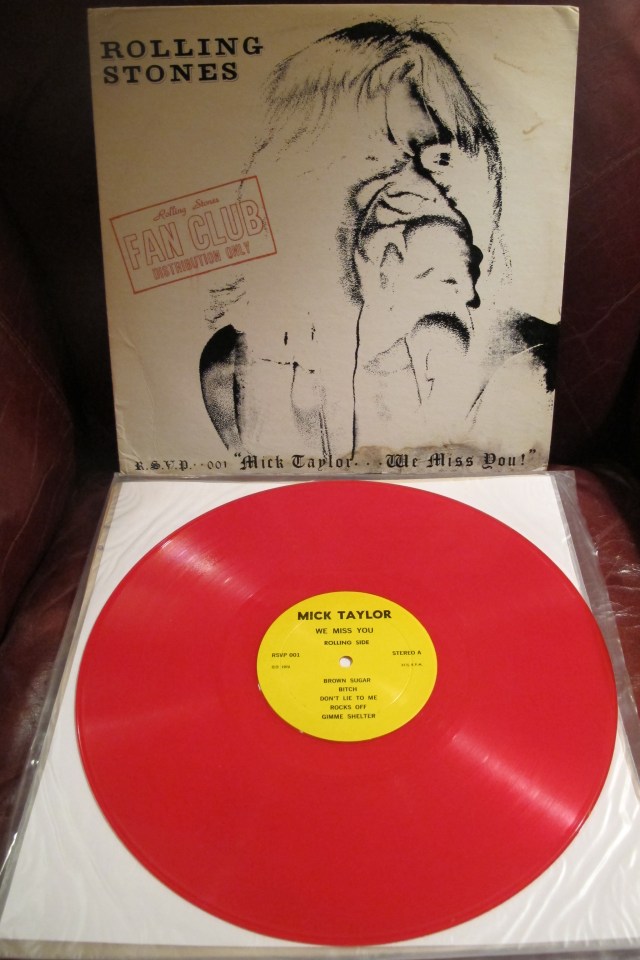 ROLLING
STONES
Rolling Stones
FAN CLUB
DISTRIBUTION ONLY
R.S.V.P.--001 "Mick Taylor...We Miss You!"
MICK TAYLOR
WE MISS YOU
ROLLING SIDE
RSVP 001 STEREO A
BROWN SUGAR
BITCH
DON'T LIE TO ME
ROCKS OFF
GIMME SHELTER